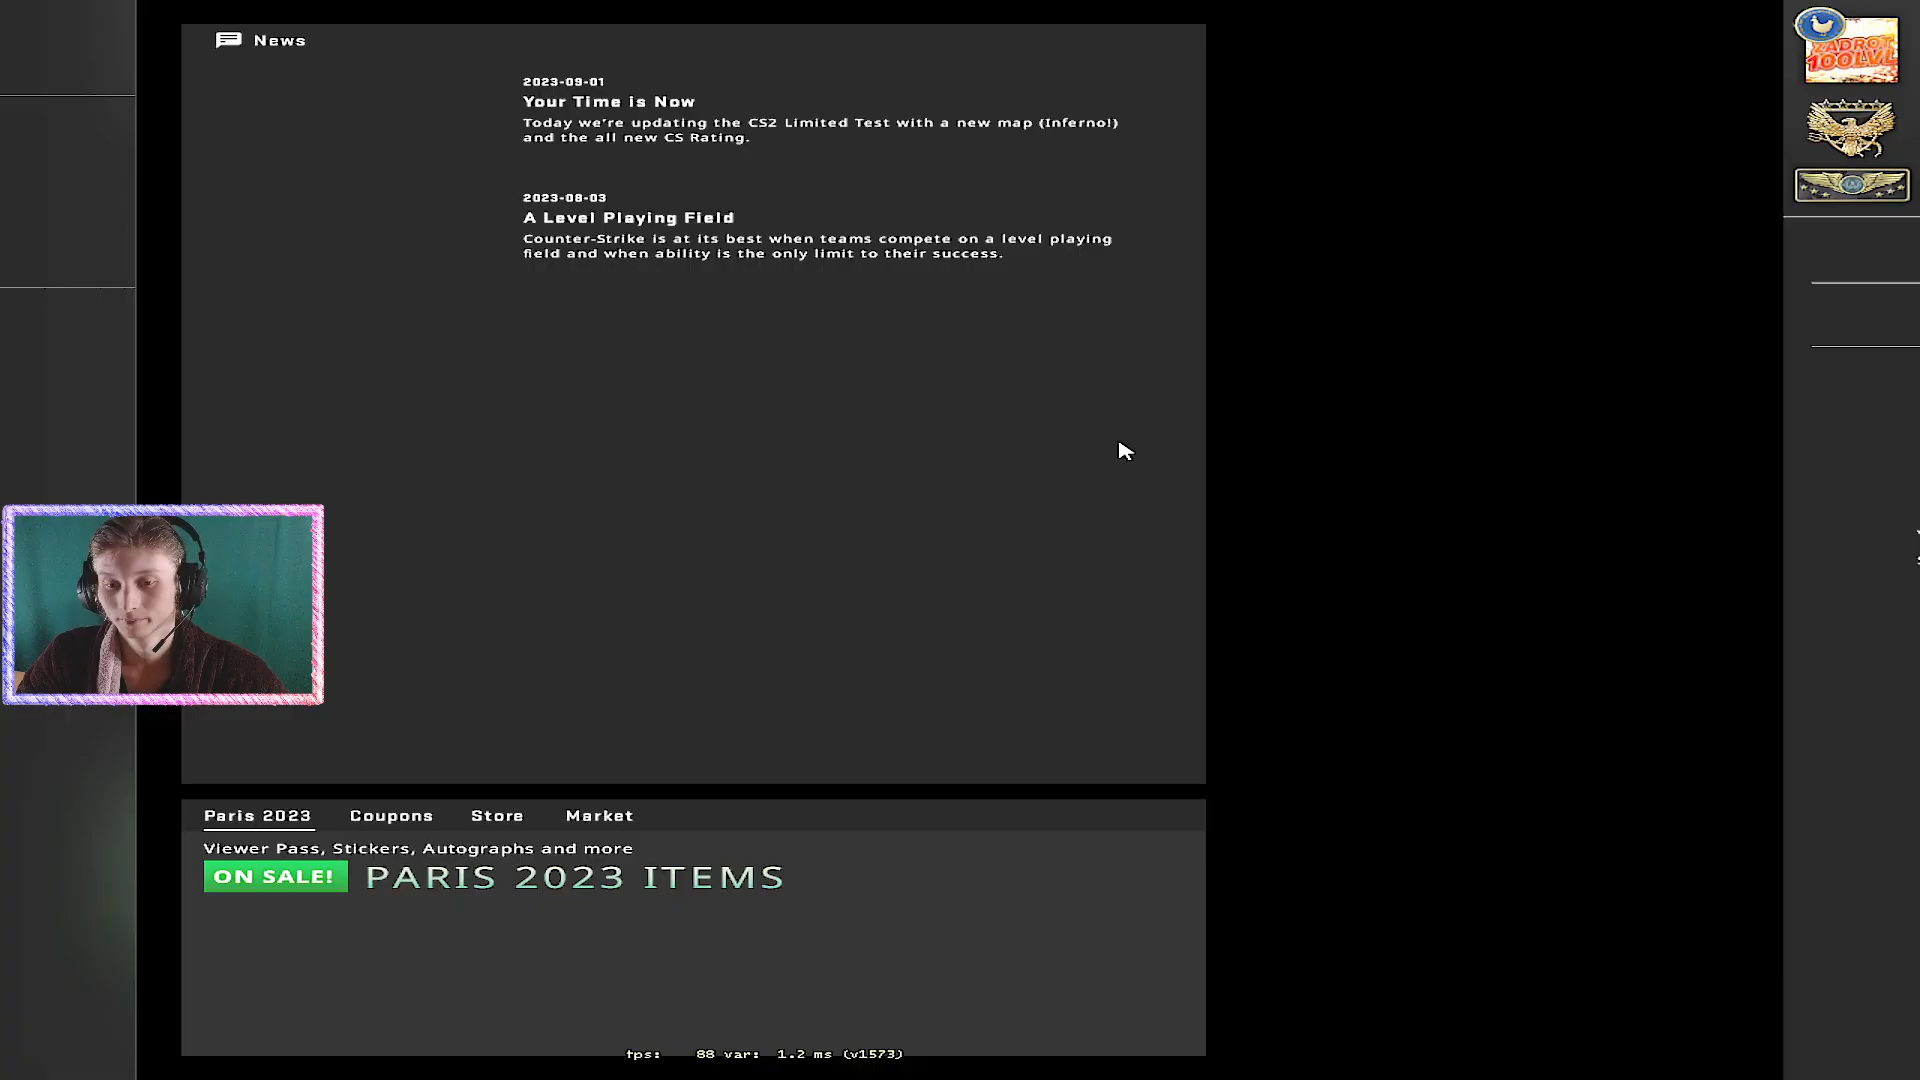 News
2023-09-01
Your Time is Now
Today we're updating the CS2 Limited Test with a new map (Inferno!)
and the all new CS Rating.
2023-08-03
A Level Playing Field
Counter-Strike is at its best when teams compete on a level playing
field and when ability is the only limit to their success.
ZADROT
100LVL
Paris 2023 Coupons Store Market
Viewer Pass, Stickers, Autographs and more
ON SALE! PARIS 2023 ITEMS
fps: 88 var: 1.2 ms (v1573)